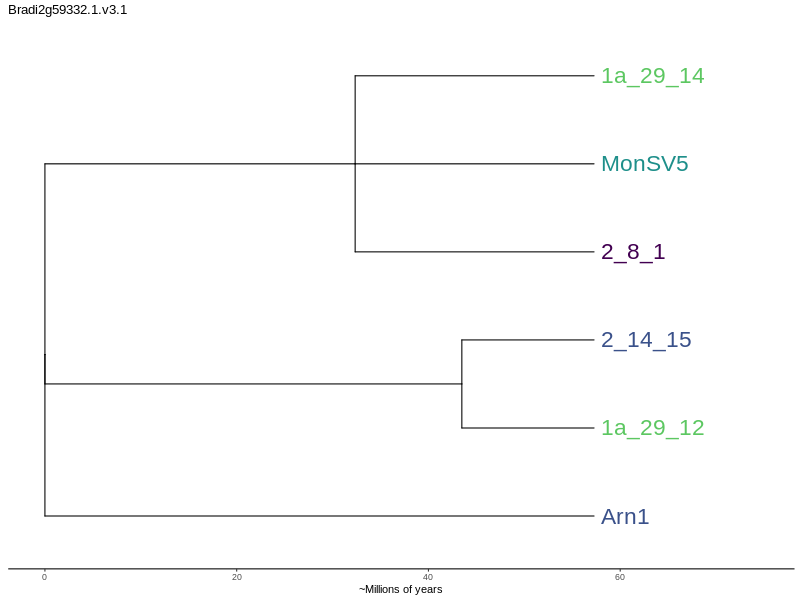 Bradi2g59332.1.v3.1
1a_29_14
MonSV5
2_8_1
2_14_15
1a_29_12
Arn1
0 20 40 60
~Millions of years